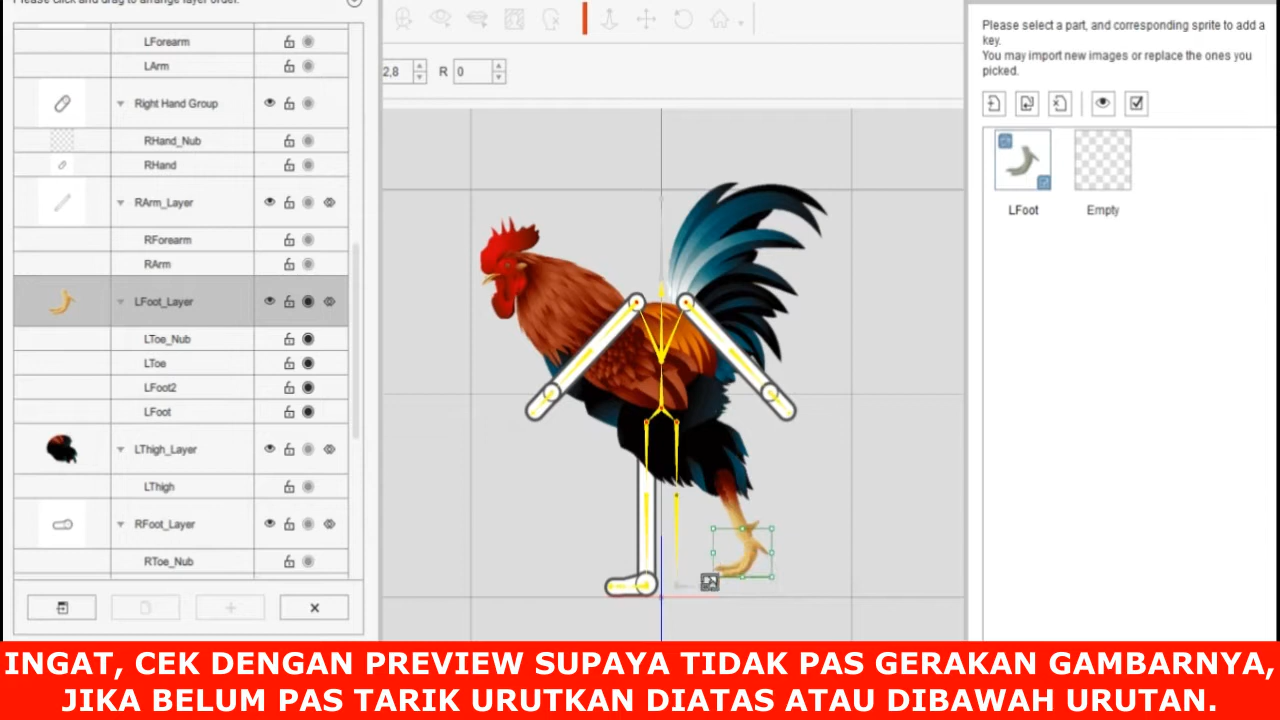 Please click and drag to arrange layer order.
LForearm
LArm
Right Hand Group
RHand_Nub
RHand
RArm_Layer
RForearm
RArm
LFoot_Layer
LToe_Nub
LToe
LFoot2
LFoot
LThigh_Layer
LThigh
RFoot_Layer
RToe_Nub
2,8 R 0
Please select a part, and corresponding sprite to add a
key.
You may import new images or replace the ones you
picked.
LFoot Empty
INGAT, CEK DENGAN PREVIEW SUPAYA TIDAK PAS GERAKAN GAMBARNYA,
JIKA BELUM PAS TARIK URUTKAN DIATAS ATAU DIBAWAH URUTAN.